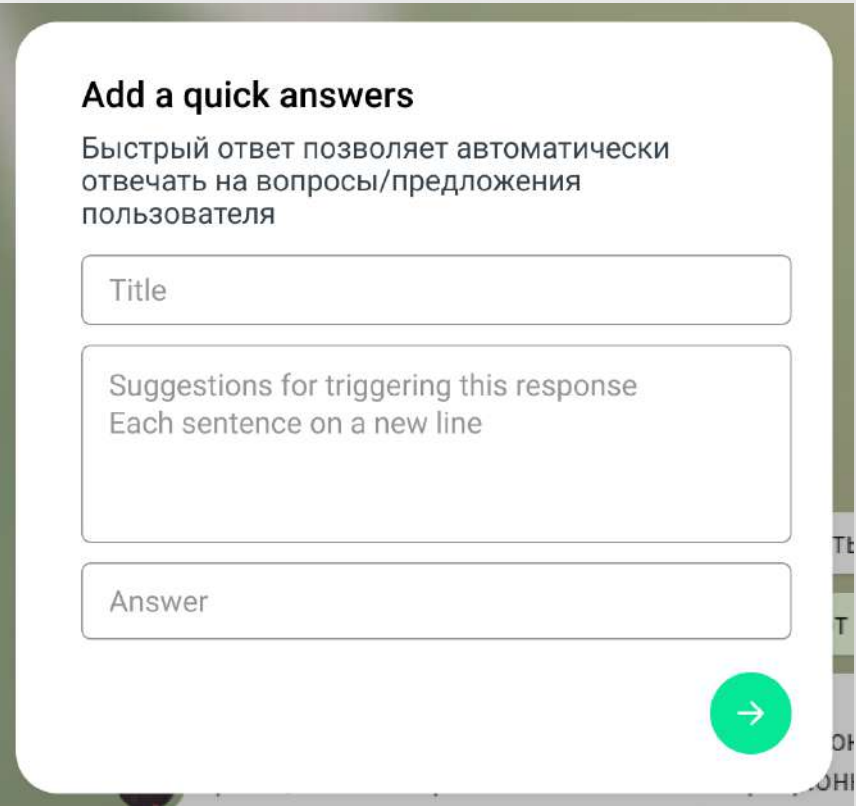 Add a quick answers
Быстрый ответ позволяет автоматически
отвечать на вопросы/предложения
пользователя
Title
Suggestions for triggering this response
Each sentence on a new line
Answer